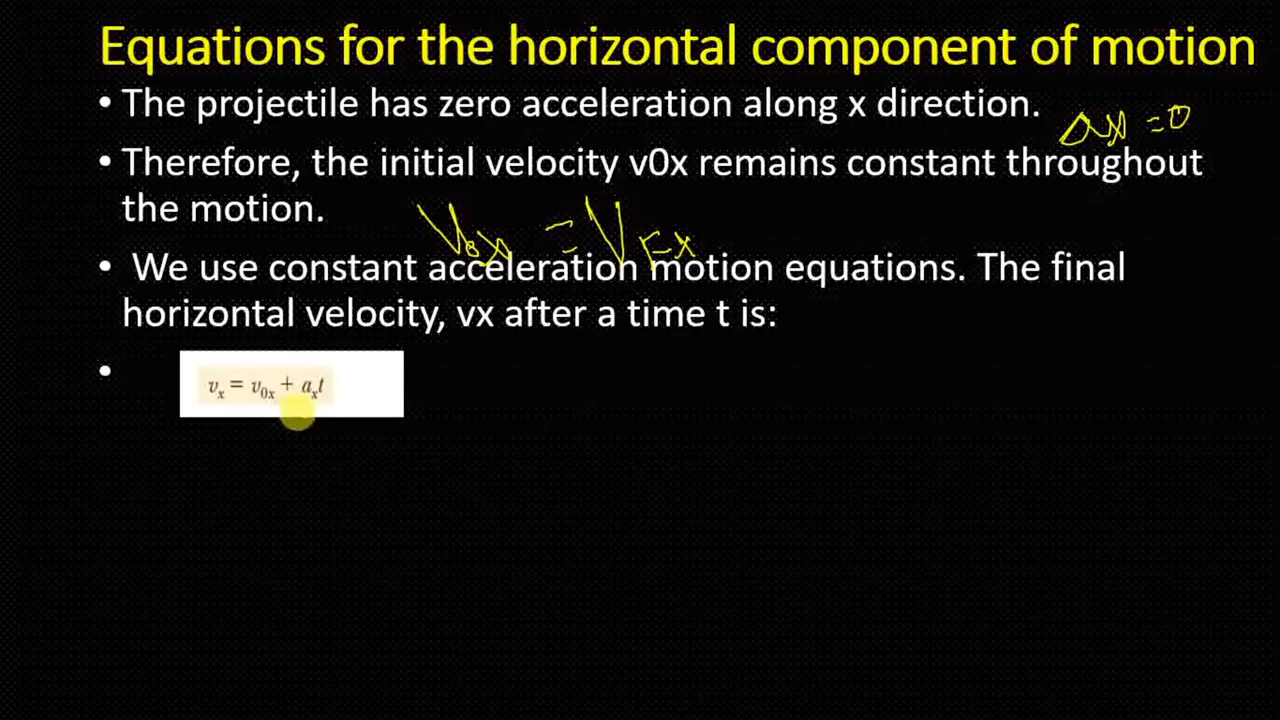 Equations for the horizontal component of motion
• The projectile has zero acceleration along x direction.
ax = 0
• Therefore, the initial velocity v0x remains constant throughout
the motion.
V0x = VFx
• We use constant acceleration motion equations. The final
horizontal velocity, vx after a time t is:
•
vₓ = v₀ₓ + aₓt